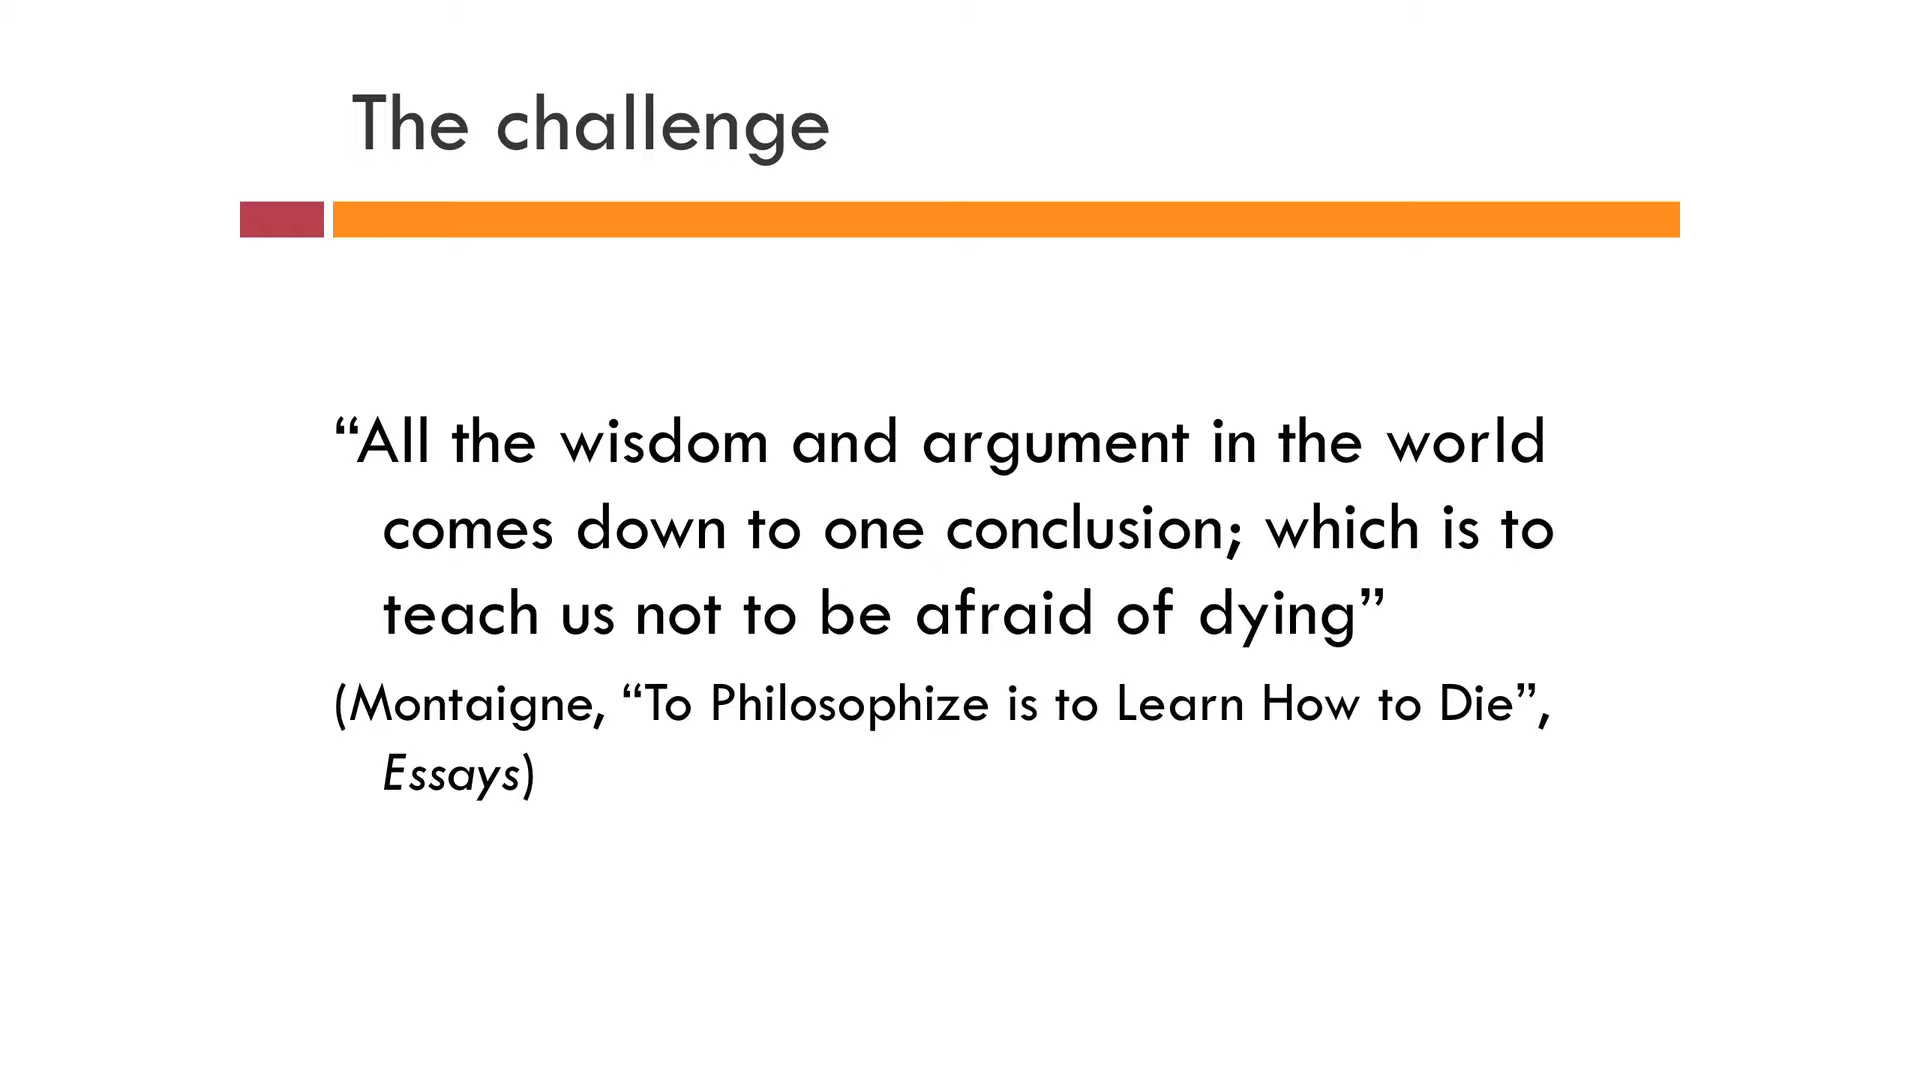 The challenge
“All the wisdom and argument in the world
comes down to one conclusion; which is to
teach us not to be afraid of dying”
(Montaigne, “To Philosophize is to Learn How to Die”,
Essays)